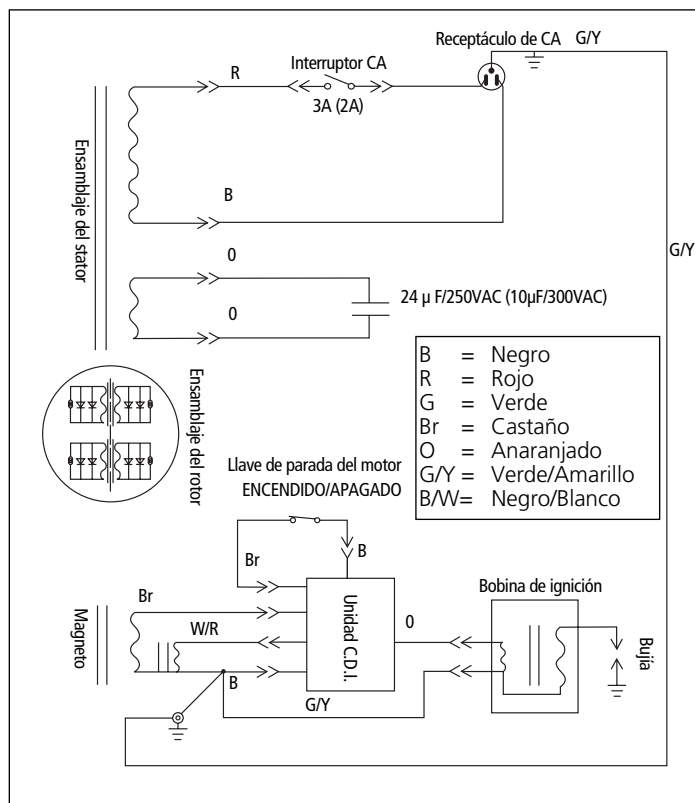 Receptáculo de CA
G/Y
Interruptor CA
R
3A (2A)
Ensamblaje del stator
B
G/Y
0
24 μ F/250VAC (10μF/300VAC)
0
B = Negro
R = Rojo
G = Verde
Br = Castaño
O = Anaranjado
G/Y = Verde/Amarillo
B/W= Negro/Blanco
Ensamblaje del rotor
Llave de parada del motor
ENCENDIDO/APAGADO
Br
B
Bobina de ignición
Br
Magneto
W/R
Unidad C.D.I.
0
Bujía
B
G/Y